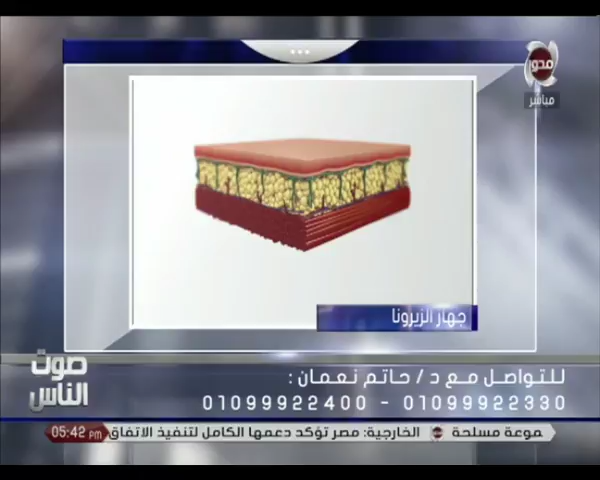 المحور
مباشر
جهاز الزيرونا
صوت
الناس
للتواصل مع د/ حاتم نعمان :
01099922400 - 01099922330
05:42 PM
موعة مسلحة الخارجية: مصر تؤكد دعمها الكامل لتنفيذ الاتفاق